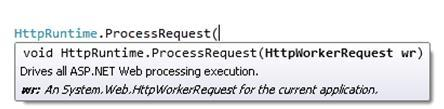 HttpRuntime.ProcessRequest(
void HttpRuntime.ProcessRequest(HttpWorkerRequest wr)
Drives all ASP.NET Web processing execution.
wr: An System.Web.HttpWorkerRequest for the current application.